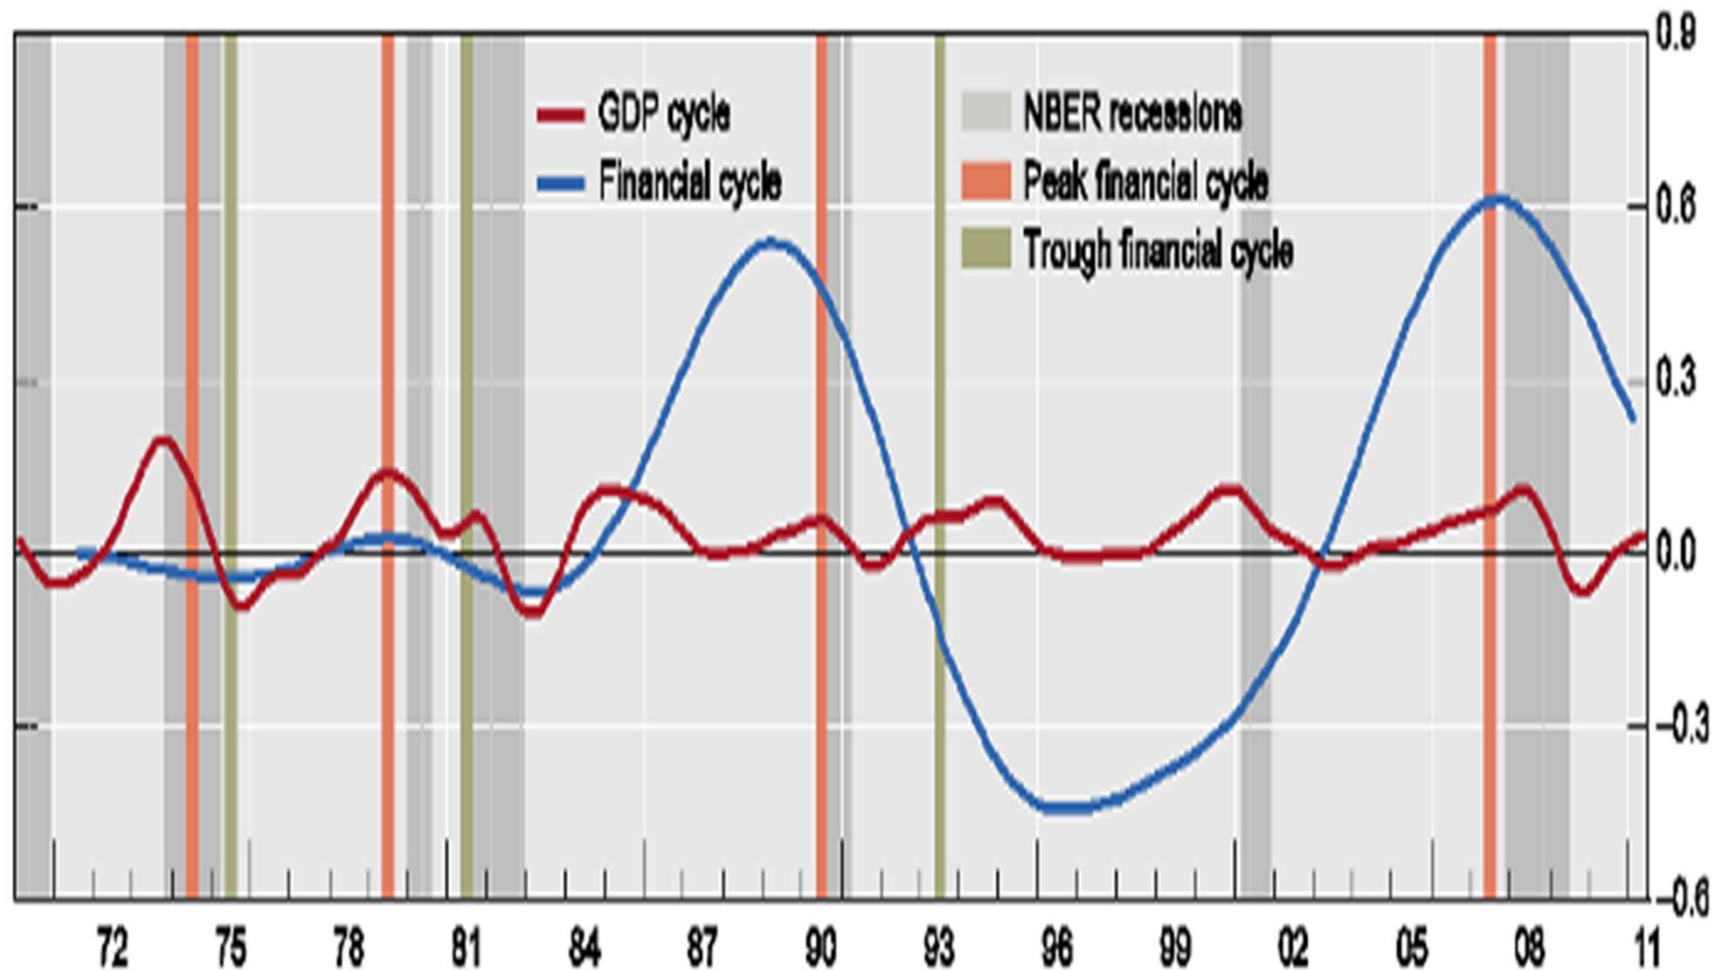 0.9
GDP cycle
NBER recessions
Financial cycle
Peak financial cycle
0.6
Trough financial cycle
0.3
0.0
–0.3
–0.6
72 75 78 81 84 87 90 93 96 99 02 05 08 11